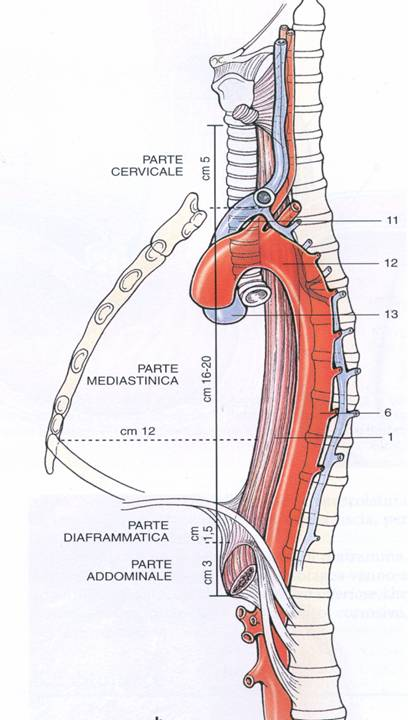 PARTE
CERVICALE
cm 5
11
12
13
PARTE
MEDIASTINICA
cm 16-20
6
cm 12
1
PARTE
DIAFRAMMATICA
cm
1,5
PARTE
ADDOMINALE
cm 3